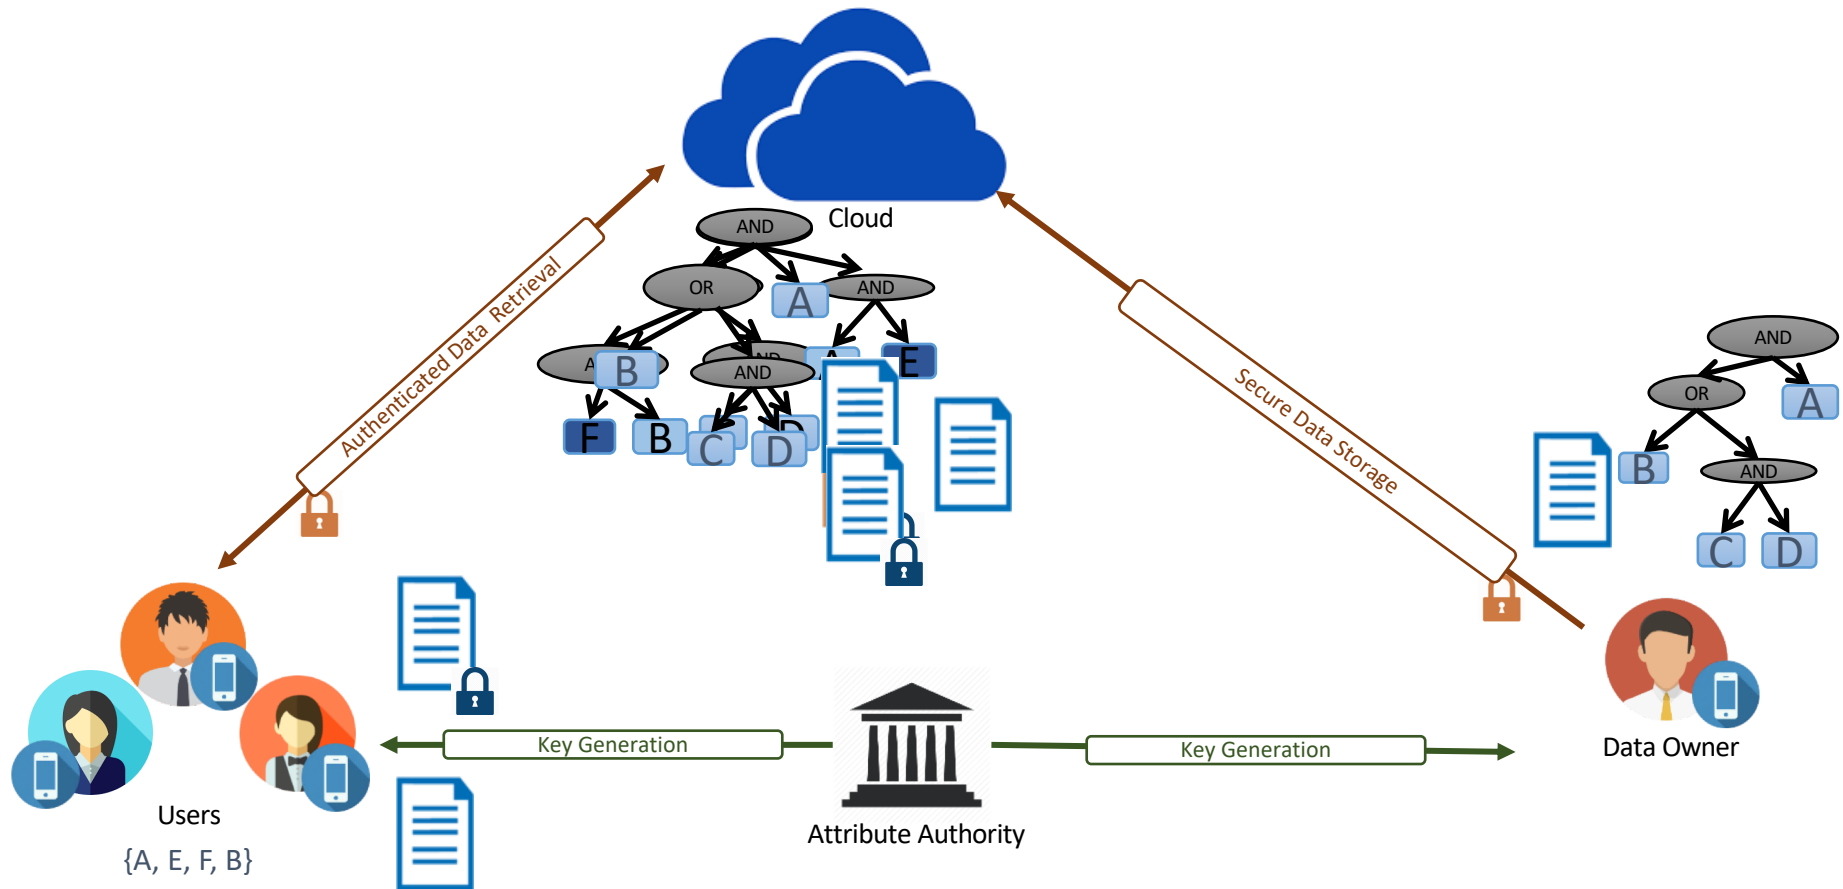 Cloud
AND
OR
A
AND
B
AND
A
E
F
B
C
D
D
Authenticated Data Retrieval
Secure Data Storage
AND
OR
A
B
AND
C
D
Key Generation
Key Generation
Users
{A, E, F, B}
Attribute Authority
Data Owner